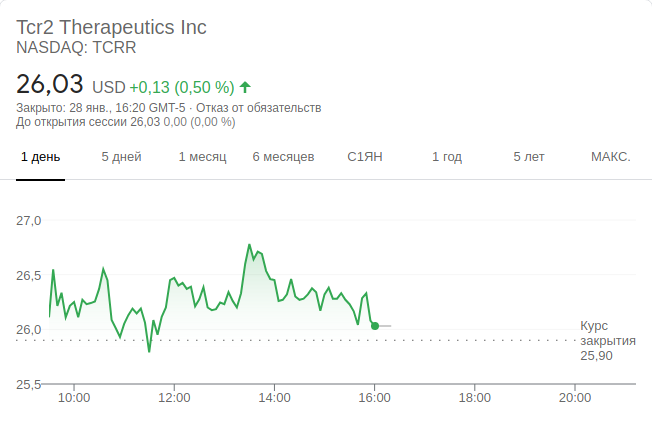 Tcr2 Therapeutics Inc
NASDAQ: TCRR
26,03 USD +0,13 (0,50 %)
Закрыто: 28 янв., 16:20 GMT-5 · Отказ от обязательств
До открытия сессии 26,03 0,00 (0,00 %)
1 день 5 дней 1 месяц 6 месяцев С1ЯН 1 год 5 лет МАКС.
27,0
26,5
26,0
Курс
закрытия
25,90
25,5
10:00 12:00 14:00 16:00 18:00 20:00